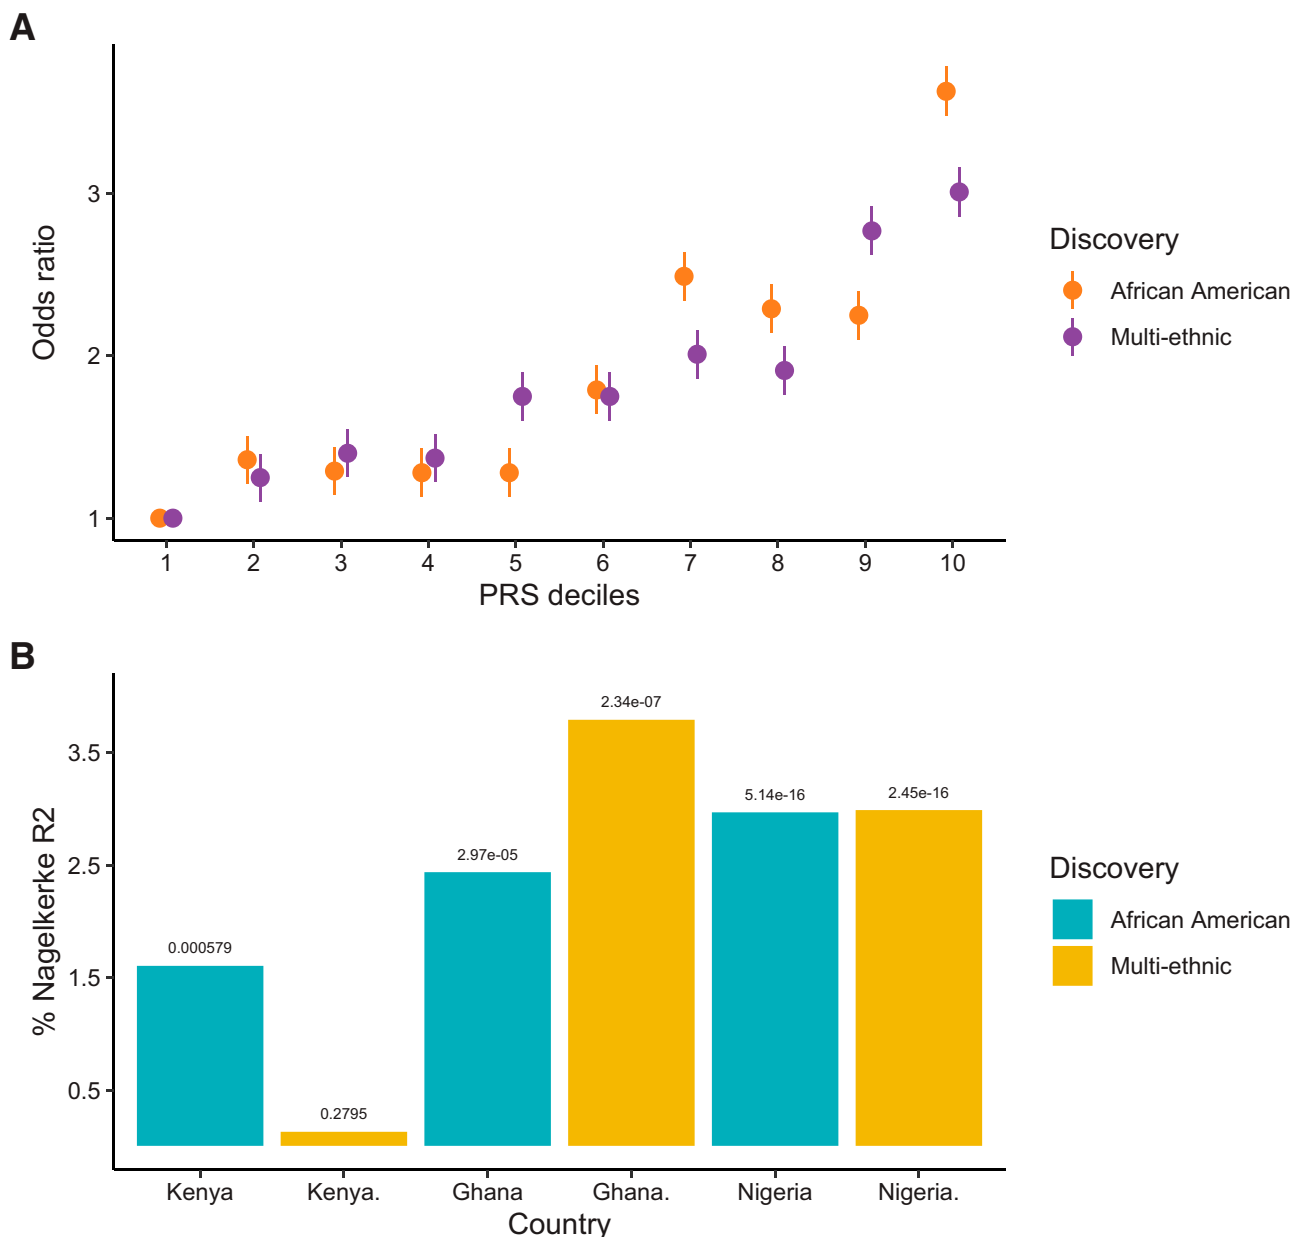 A
Odds ratio
3
2
1
1 2 3 4 5 6 7 8 9 10
PRS deciles
Discovery
African American
Multi-ethnic
B
% Nagelkerke R2
3.5
2.5
1.5
0.5
0.000579
0.2795
2.97e-05
2.34e-07
5.14e-16
2.45e-16
Kenya Kenya. Ghana Ghana. Nigeria Nigeria.
Country
Discovery
African American
Multi-ethnic